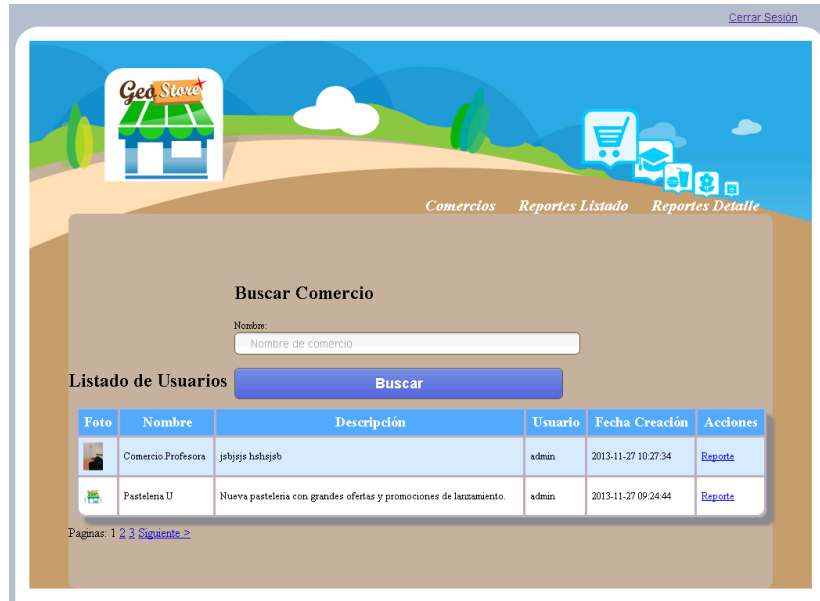 Cerrar Sesión
Geo Store
Comercios Reportes Listado Reportes Detalle
Buscar Comercio
Nombre:
Nombre de comercio
Listado de Usuarios
Buscar
Foto Nombre Descripción Usuario Fecha Creación Acciones
Comercio.Profesora jsbjsjs hshsjsb admin 2013-11-27 10:27:34 Reporte
Pasteleria U Nueva pasteleria con grandes ofertas y promociones de lanzamiento. admin 2013-11-27 09:24:44 Reporte
Paginas: 1 2 3 Siguiente >